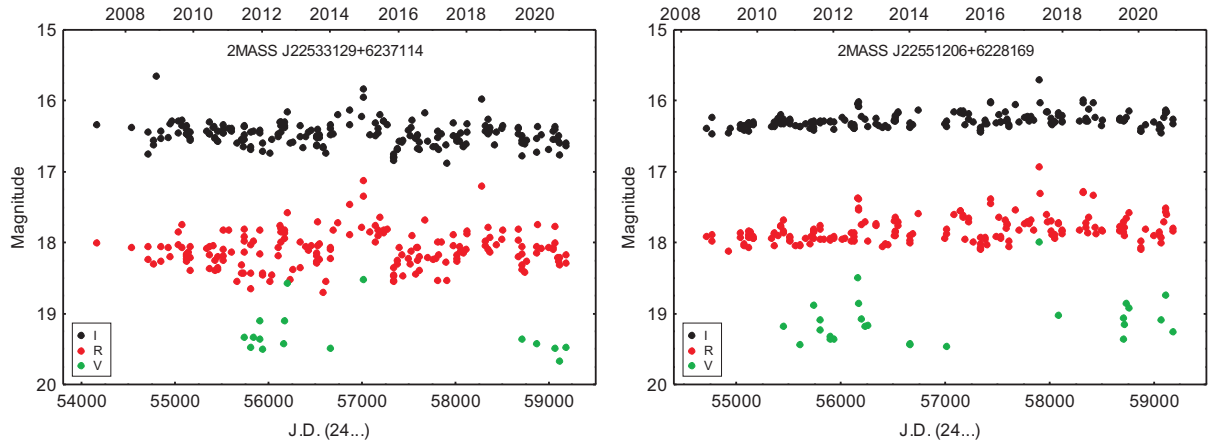 2008 2010 2012 2014 2016 2018 2020
15
16
17
18
19
20
Magnitude
2MASS J22533129+6237114
I
R
V
54000 55000 56000 57000 58000 59000
J.D. (24...)
2008 2010 2012 2014 2016 2018 2020
15
16
17
18
19
20
Magnitude
2MASS J22551206+6228169
I
R
V
55000 56000 57000 58000 59000
J.D. (24...)